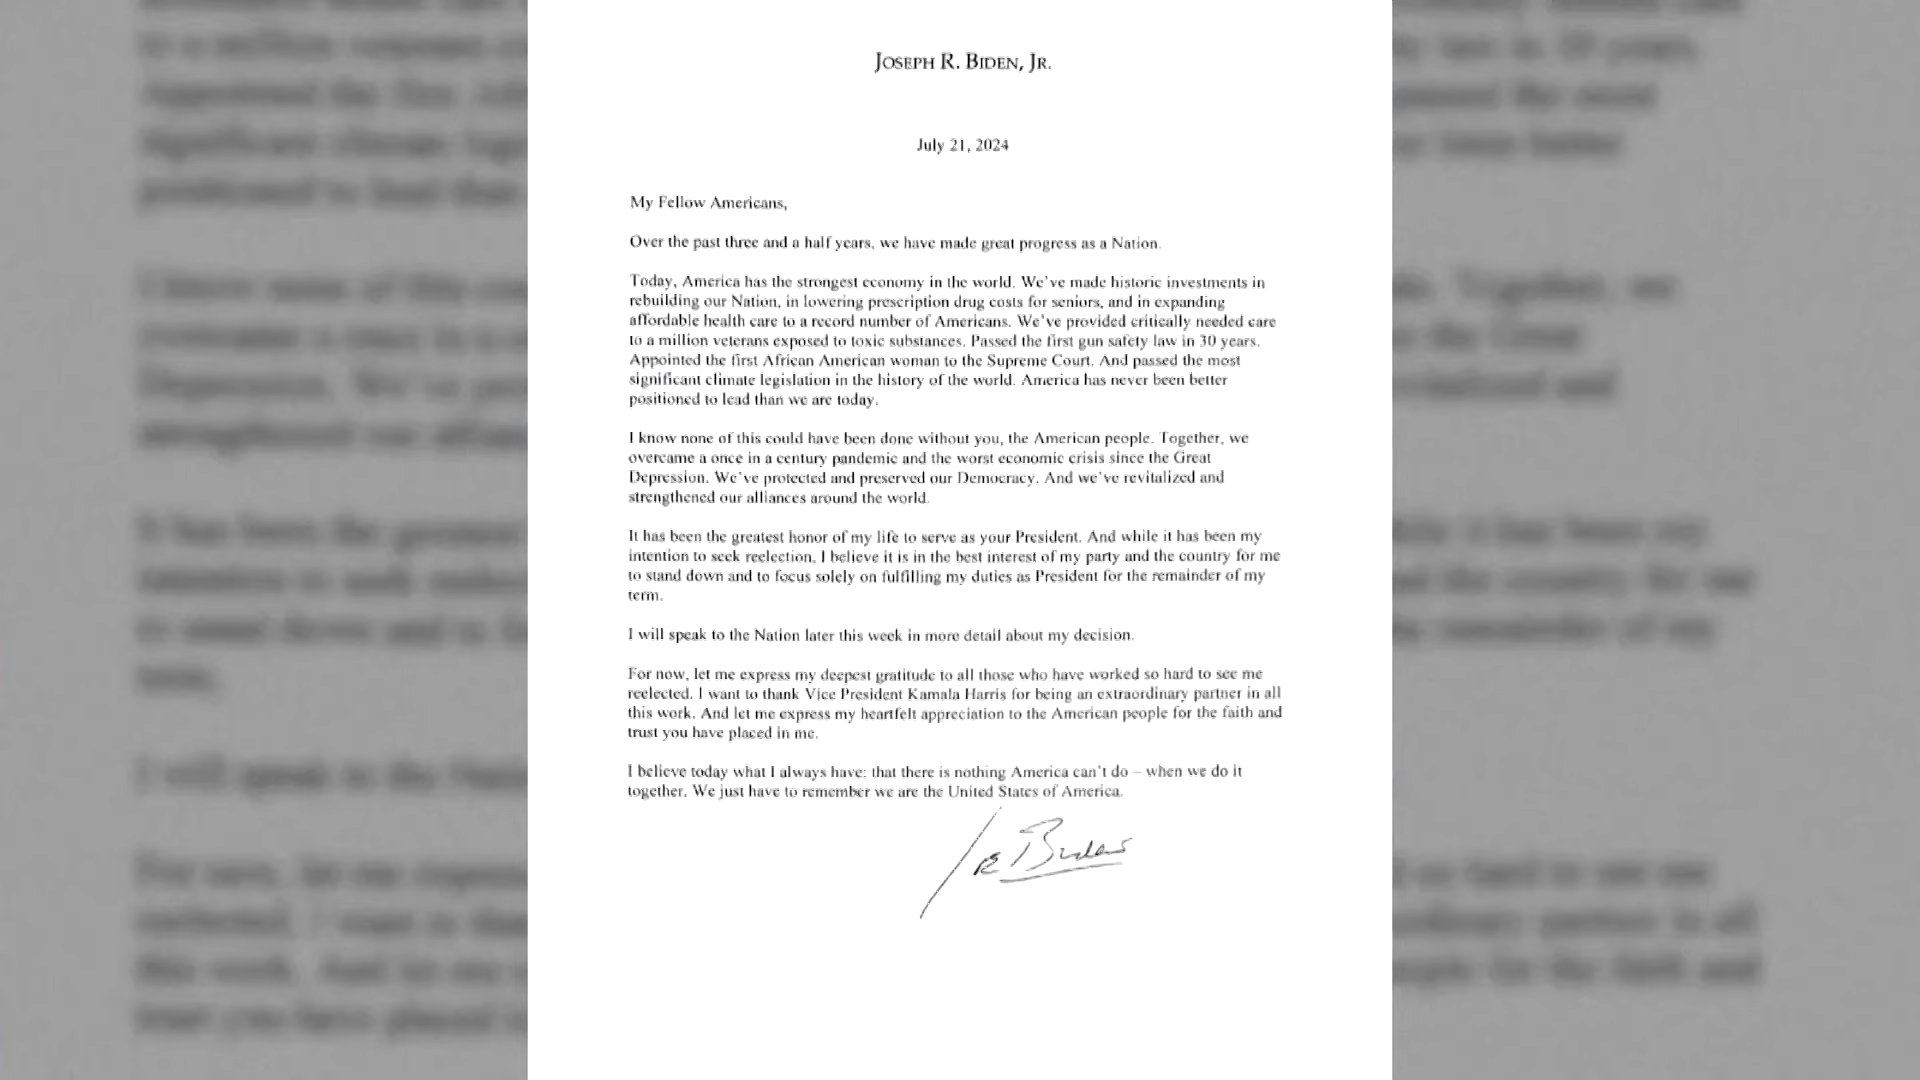 JOSEPH R. BIDEN, JR.
July 21, 2024
My Fellow Americans,
Over the past three and a half years, we have made great progress as a Nation.
Today, America has the strongest economy in the world. We've made historic investments in
rebuilding our Nation, in lowering prescription drug costs for seniors, and in expanding
affordable health care to a record number of Americans. We've provided critically needed care
to a million veterans exposed to toxic substances. Passed the first gun safety law in 30 years.
Appointed the first African American woman to the Supreme Court. And passed the most
significant climate legislation in the history of the world. America has never been better
positioned to lead than we are today.
I know none of this could have been done without you, the American people. Together, we
overcame a once in a century pandemic and the worst economic crisis since the Great
Depression. We've protected and preserved our Democracy. And we've revitalized and
strengthened our alliances around the world.
It has been the greatest honor of my life to serve as your President. And while it has been my
intention to seek reelection, I believe it is in the best interest of my party and the country for me
to stand down and to focus solely on fulfilling my duties as President for the remainder of my
term.
I will speak to the Nation later this week in more detail about my decision.
For now, let me express my deepest gratitude to all those who have worked so hard to see me
reelected. I want to thank Vice President Kamala Harris for being an extraordinary partner in all
this work. And let me express my heartfelt appreciation to the American people for the faith and
trust you have placed in me.
I believe today what I always have: that there is nothing America can't do – when we do it
together. We just have to remember we are the United States of America.
Joe Biden